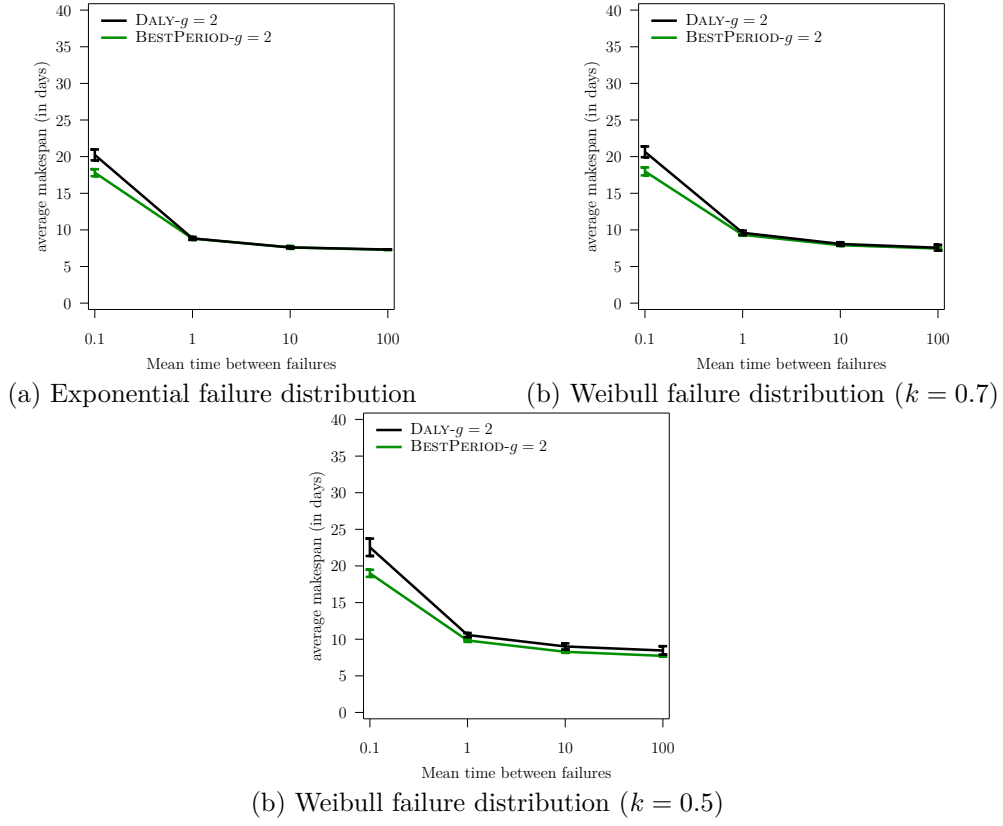 DALY-g = 2
BESTPERIOD-g = 2
average makespan (in days)
40
35
30
25
20
15
10
5
0
0.1 1 10 100
Mean time between failures
(a) Exponential failure distribution
DALY-g = 2
BESTPERIOD-g = 2
average makespan (in days)
40
35
30
25
20
15
10
5
0
0.1 1 10 100
Mean time between failures
(b) Weibull failure distribution (k = 0.7)
DALY-g = 2
BESTPERIOD-g = 2
average makespan (in days)
40
35
30
25
20
15
10
5
0
0.1 1 10 100
Mean time between failures
(b) Weibull failure distribution (k = 0.5)